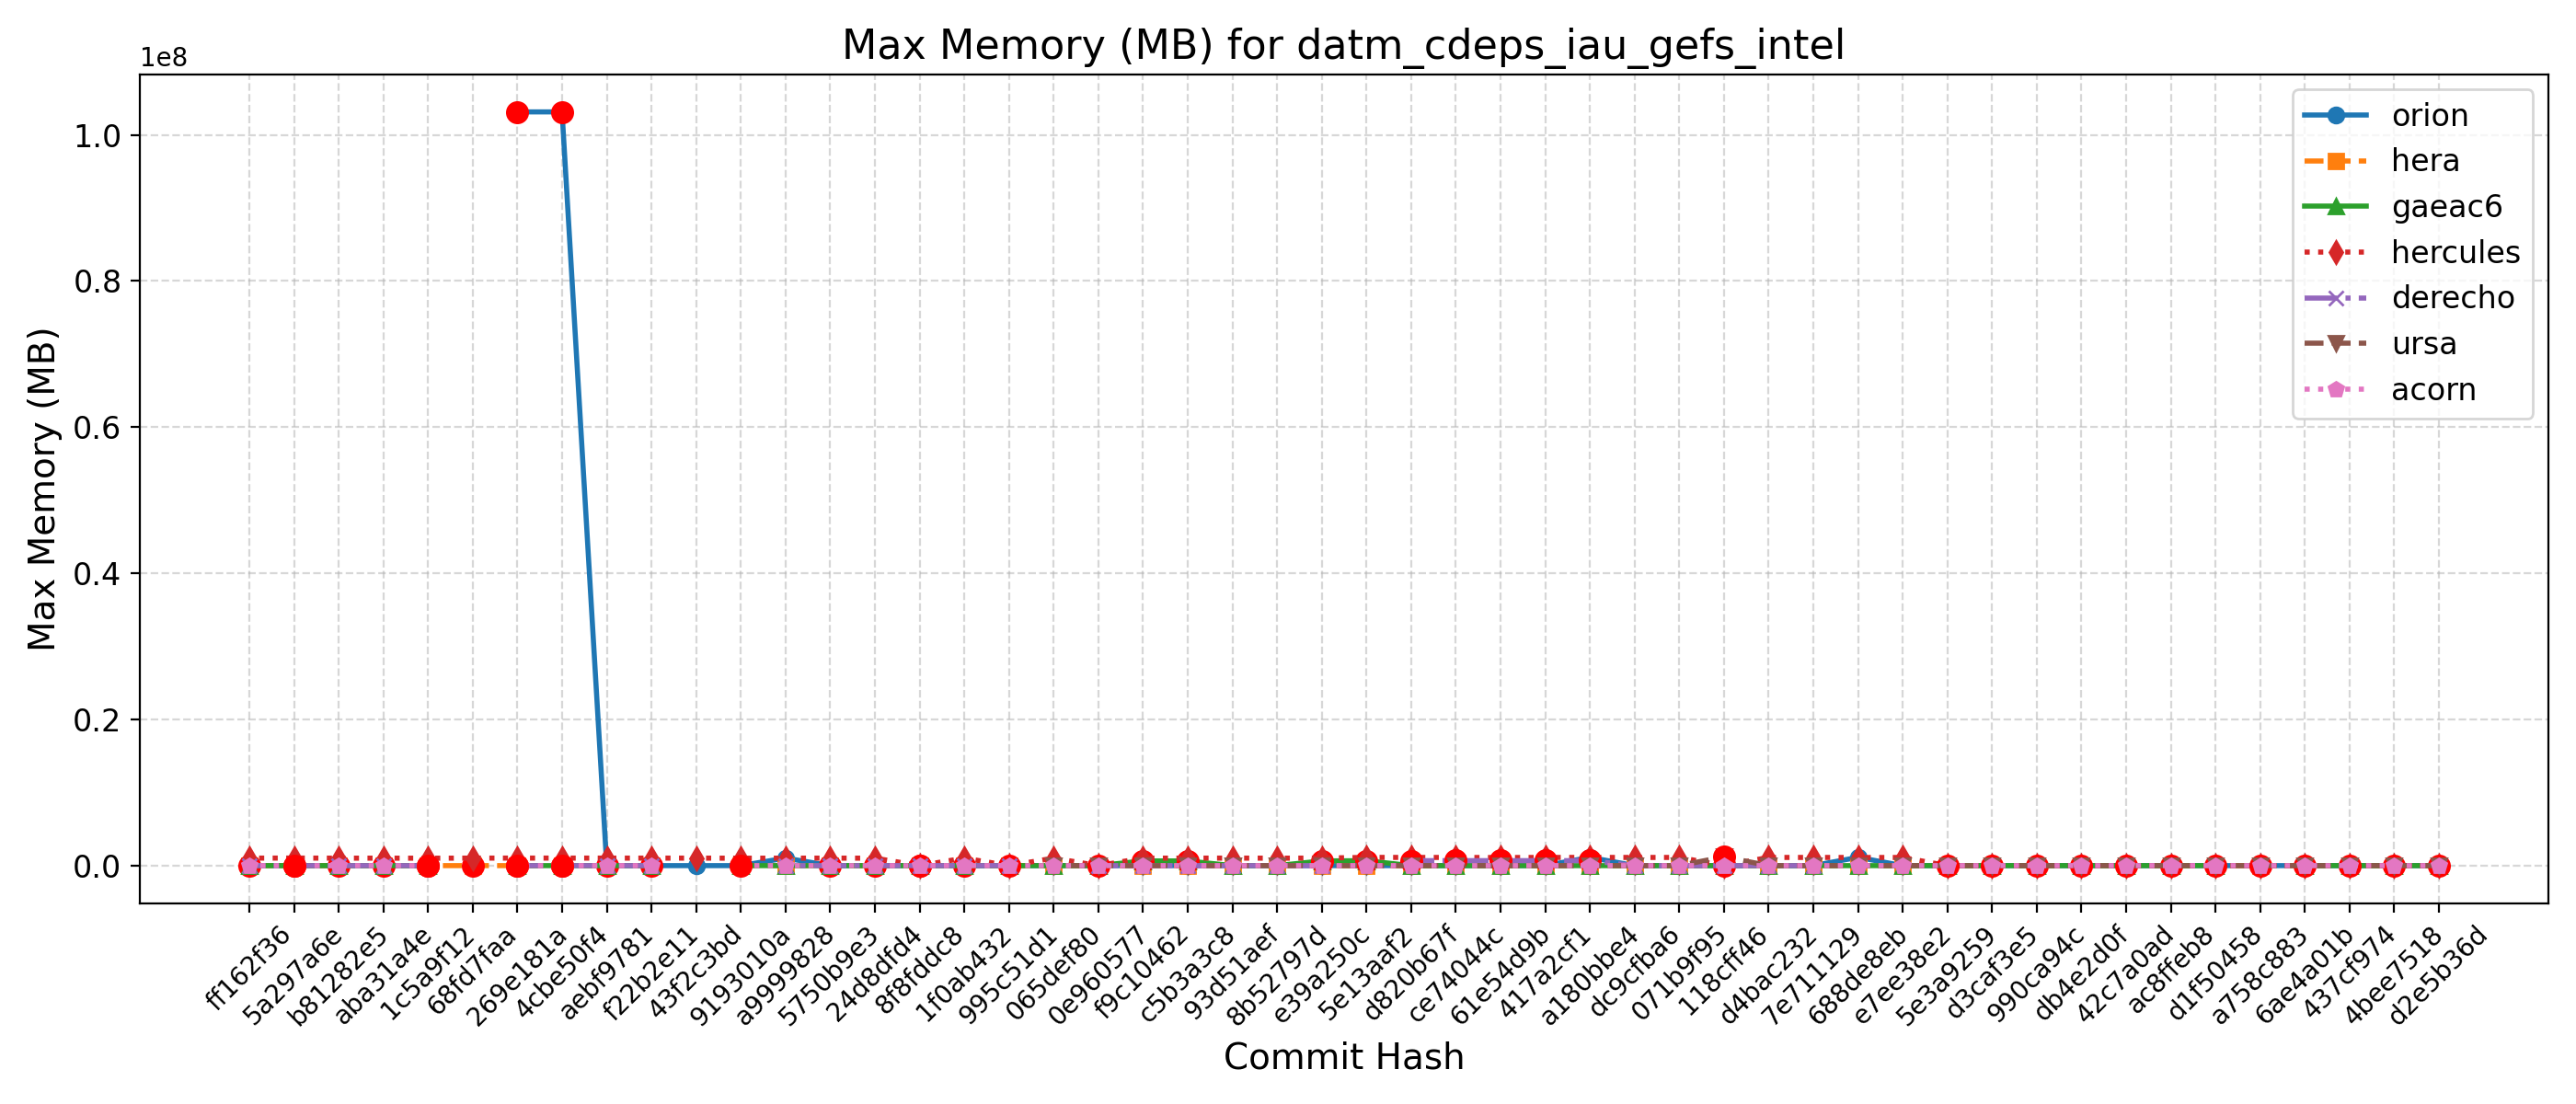 Max Memory (MB) for datm_cdeps_iau_gefs_intel
1e8
1.0
0.8
0.6
0.4
0.2
0.0
Max Memory (MB)
orion
hera
gaeac6
hercules
derecho
ursa
acorn
ff162f36
5a297a6e
b81282e5
aba31a4e
1c5a9f12
68fd7faa
269e181a
4cbe50f4
aebf9781
f22b2e11
43f2c3bd
9193010a
a9999828
5750b9e3
24d8dfd4
8f8fddc8
1f0ab432
995c51d1
065def80
0e960577
f9c10462
c5b3a3c8
93d51aef
8b52797d
e39a250c
5e13aaf2
d820b67f
ce74044c
61e54d9b
417a2cf1
a180bbe4
dc9cfba6
071b9f95
118cff46
d4bac232
7e711129
688de8eb
e7ee38e2
5e3a9259
d3caf3e5
990ca94c
db4e2d0f
42c7a0ad
ac8ffeb8
d1f50458
a758c883
6ae4a01b
437cf974
4bee7518
d2e5b36d
Commit Hash